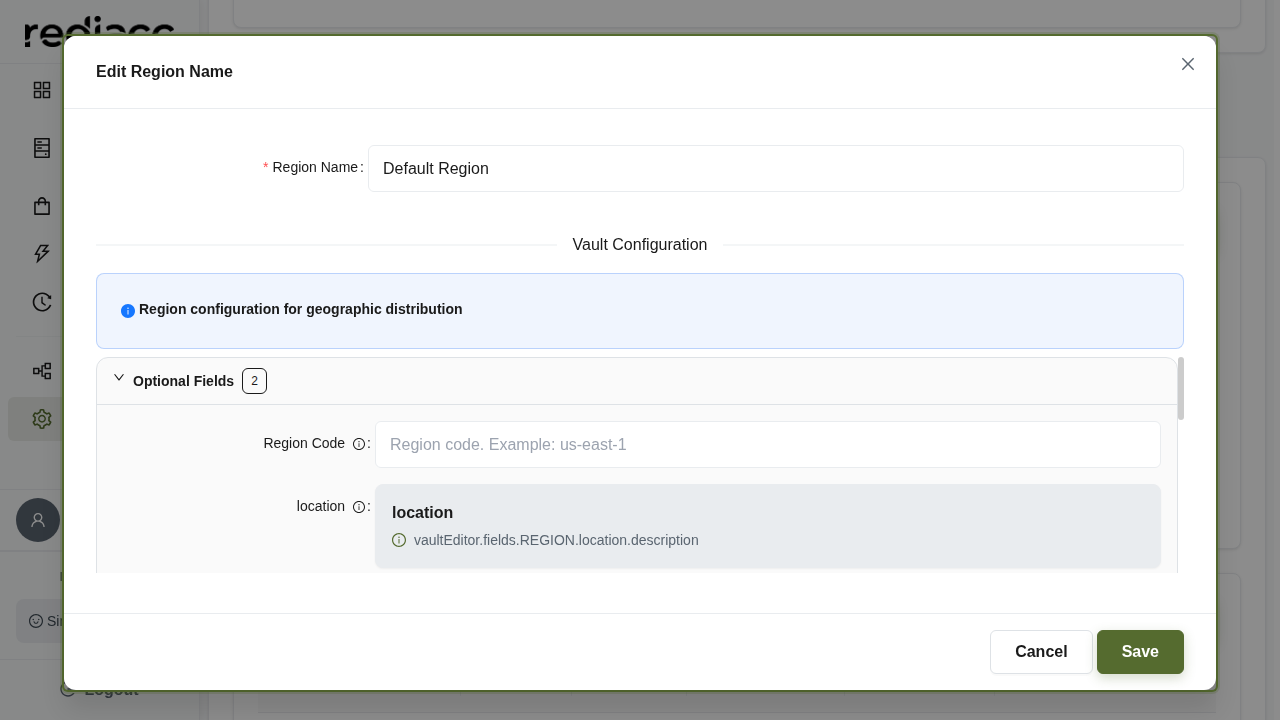 rediacc
Edit Region Name
* Region Name:
Default Region
Vault Configuration
Region configuration for geographic distribution
Optional Fields 2
Region Code :
Region code. Example: us-east-1
location :
location
vaultEditor.fields.REGION.location.description
Cancel
Save
Logout